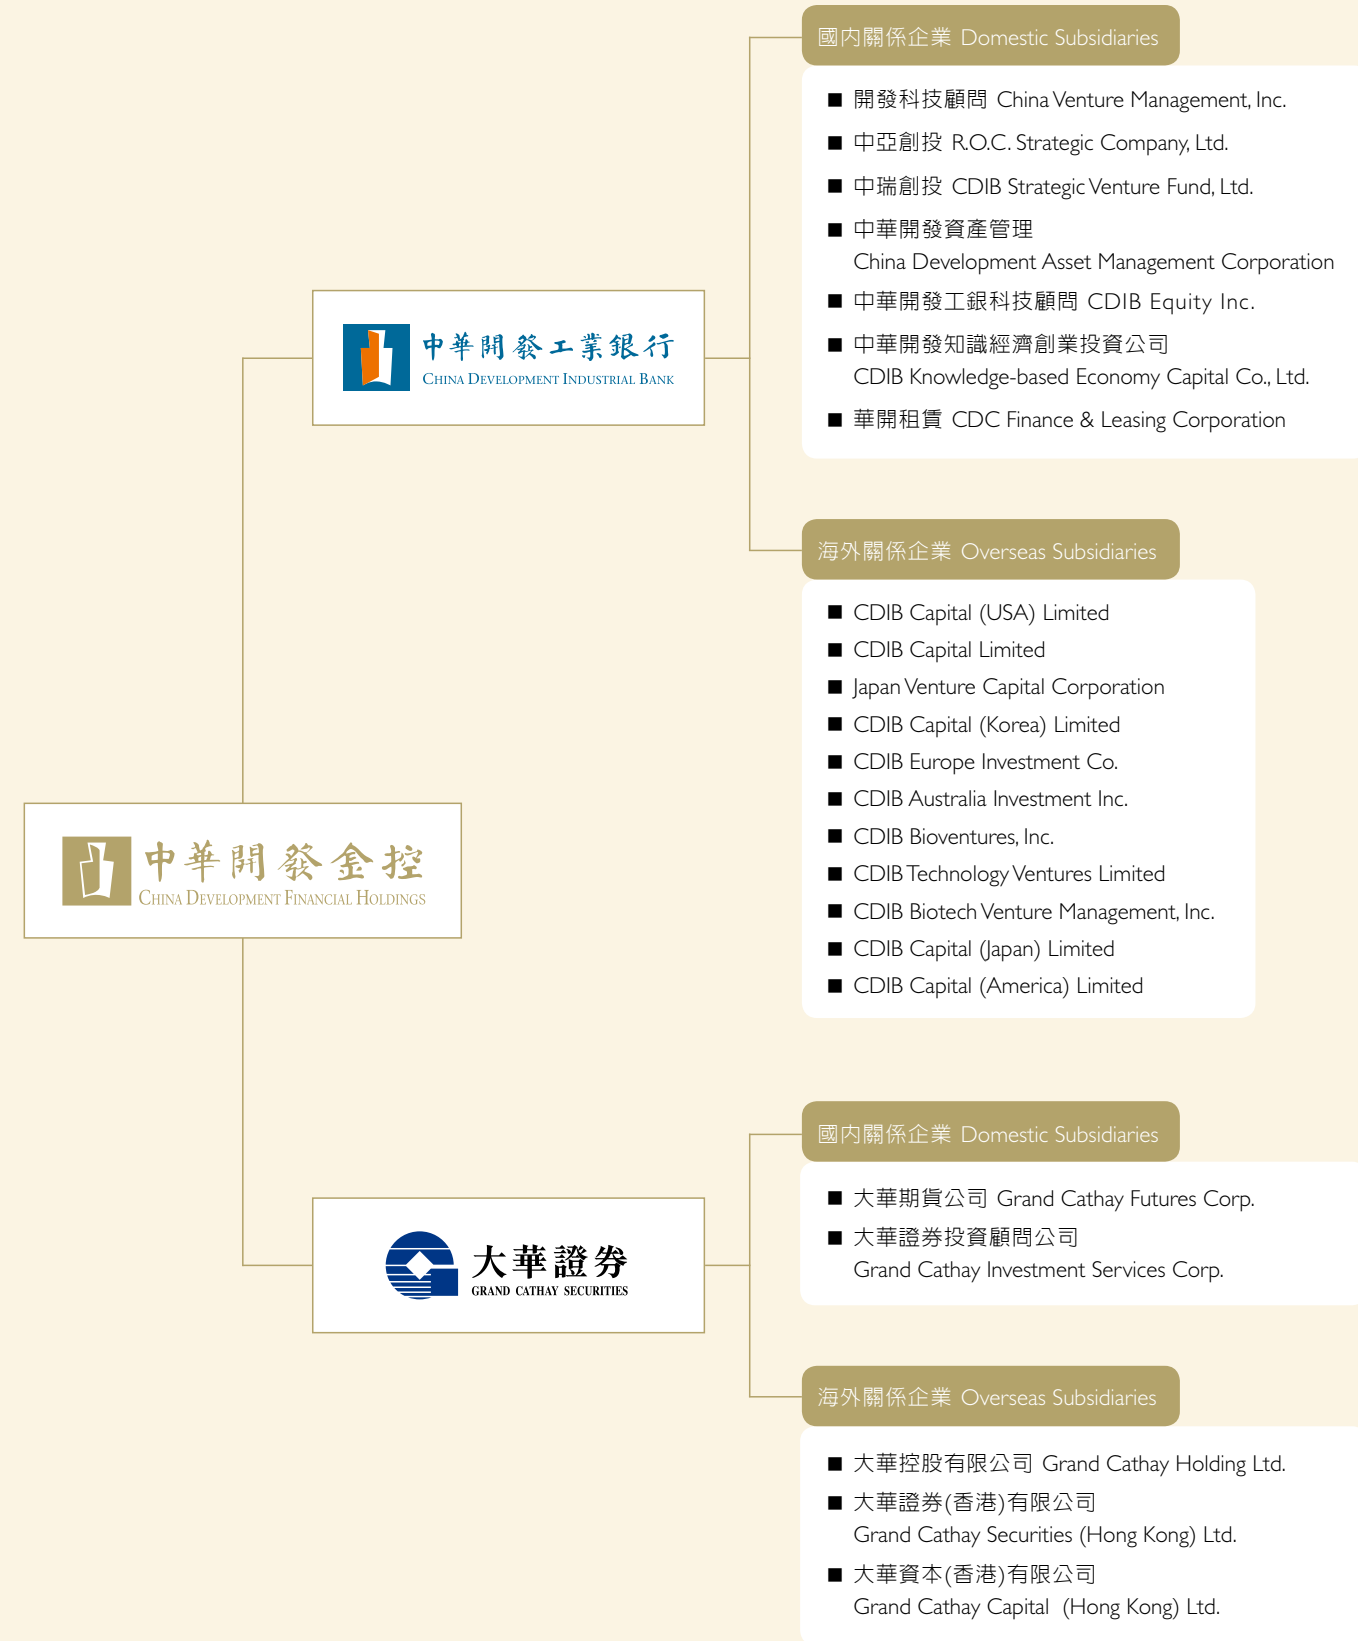 國內關係企業 Domestic Subsidiaries
■ 開發科技顧問 China Venture Management, Inc.
■ 中亞創投 R.O.C. Strategic Company, Ltd.
■ 中瑞創投 CDIB Strategic Venture Fund, Ltd.
■ 中華開發資產管理
China Development Asset Management Corporation
■ 中華開發工銀科技顧問 CDIB Equity Inc.
■ 中華開發知識經濟創業投資公司
CDIB Knowledge-based Economy Capital Co., Ltd.
■ 華開租賃 CDC Finance & Leasing Corporation
中華開發工業銀行
CHINA DEVELOPMENT INDUSTRIAL BANK
海外關係企業 Overseas Subsidiaries
■ CDIB Capital (USA) Limited
■ CDIB Capital Limited
■ Japan Venture Capital Corporation
■ CDIB Capital (Korea) Limited
■ CDIB Europe Investment Co.
■ CDIB Australia Investment Inc.
■ CDIB Bioventures, Inc.
■ CDIB Technology Ventures Limited
■ CDIB Biotech Venture Management, Inc.
■ CDIB Capital (Japan) Limited
■ CDIB Capital (America) Limited
中華開發金控
CHINA DEVELOPMENT FINANCIAL HOLDINGS
國內關係企業 Domestic Subsidiaries
■ 大華期貨公司 Grand Cathay Futures Corp.
■ 大華證券投資顧問公司
Grand Cathay Investment Services Corp.
大華證券
GRAND CATHAY SECURITIES
海外關係企業 Overseas Subsidiaries
■ 大華控股有限公司 Grand Cathay Holding Ltd.
■ 大華證券(香港)有限公司
Grand Cathay Securities (Hong Kong) Ltd.
■ 大華資本(香港)有限公司
Grand Cathay Capital (Hong Kong) Ltd.